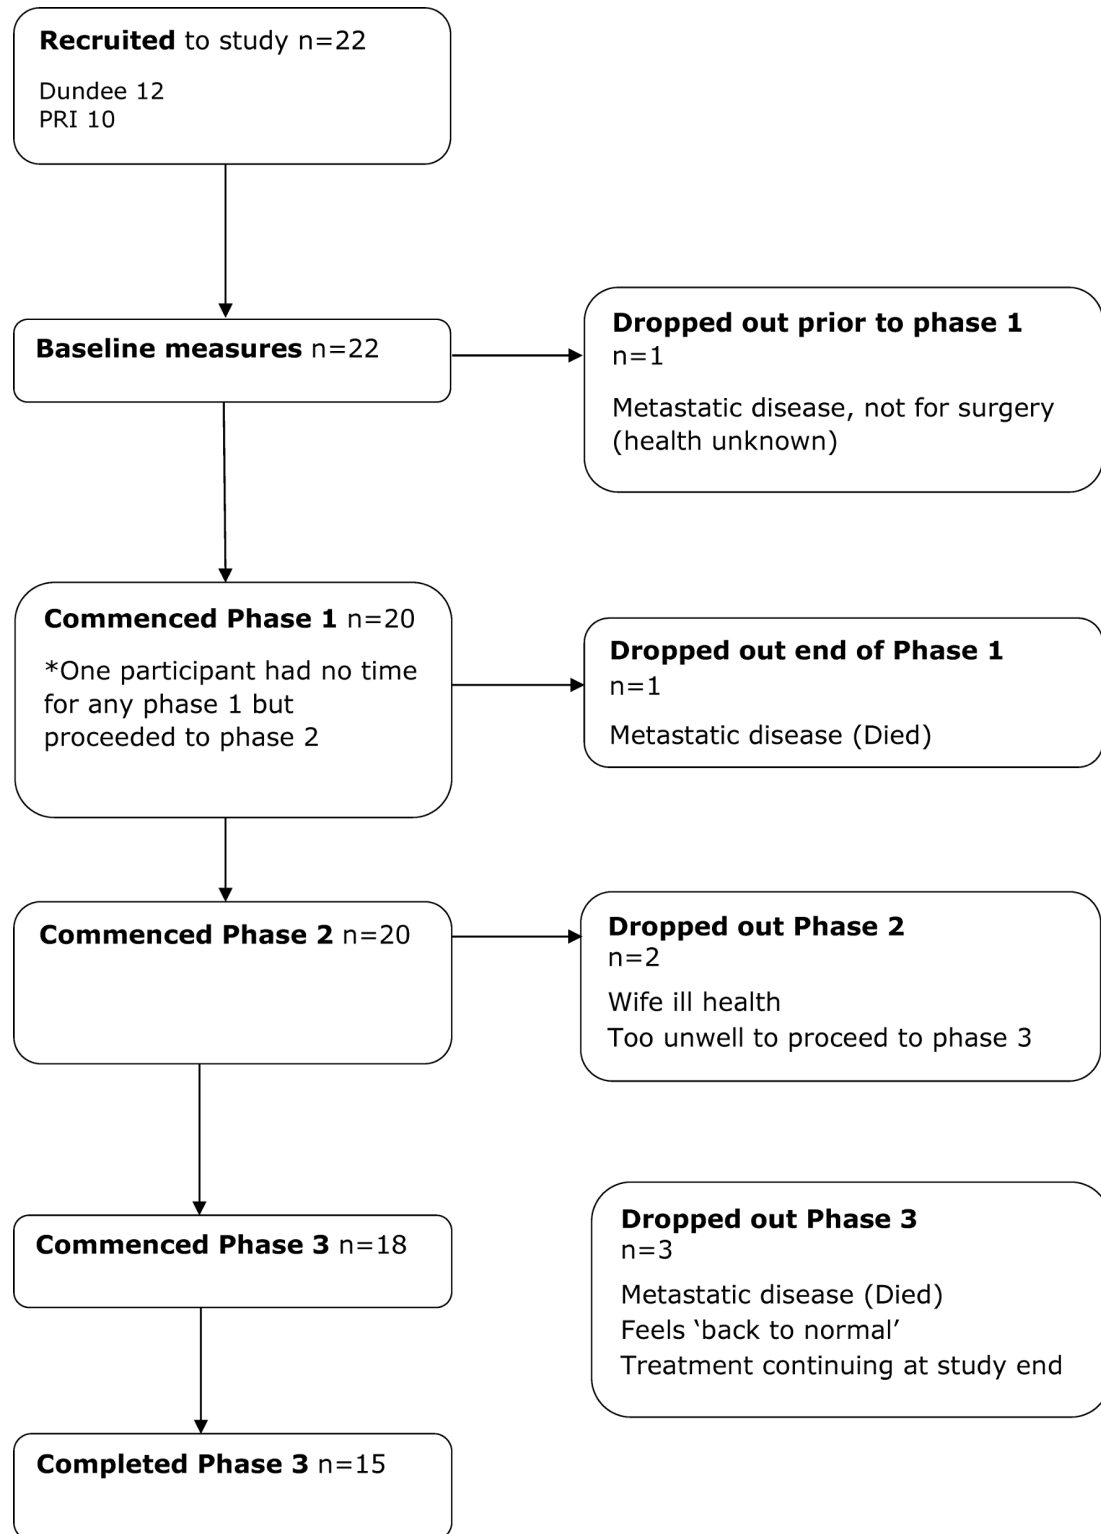 Recruited to study n=22
Dundee 12
PRI 10
Baseline measures n=22
Dropped out prior to phase 1
n=1
Metastatic disease, not for surgery
(health unknown)
Commenced Phase 1 n=20
*One participant had no time
for any phase 1 but
proceeded to phase 2
Dropped out end of Phase 1
n=1
Metastatic disease (Died)
Commenced Phase 2 n=20
Dropped out Phase 2
n=2
Wife ill health
Too unwell to proceed to phase 3
Commenced Phase 3 n=18
Dropped out Phase 3
n=3
Metastatic disease (Died)
Feels ‘back to normal’
Treatment continuing at study end
Completed Phase 3 n=15